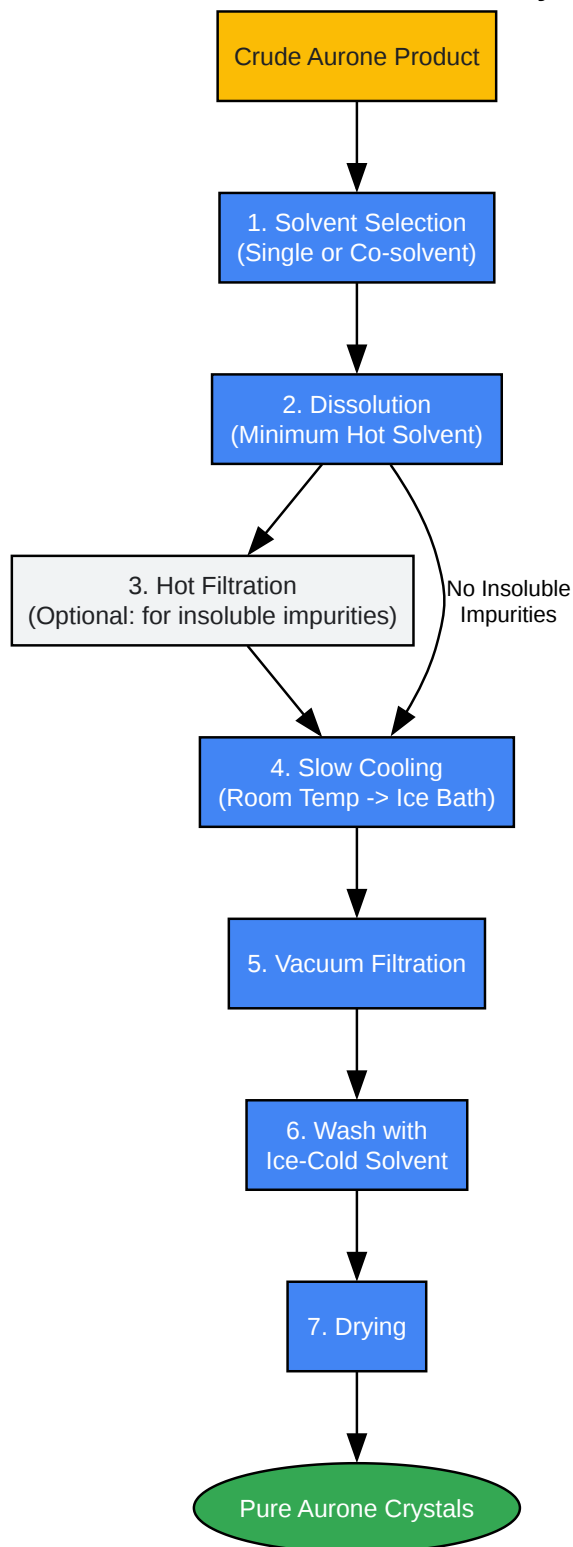 Crude Aurone Product
1. Solvent Selection
(Single or Co-solvent)
2. Dissolution
(Minimum Hot Solvent)
3. Hot Filtration
(Optional: for insoluble impurities)
No Insoluble
Impurities
4. Slow Cooling
(Room Temp -> Ice Bath)
5. Vacuum Filtration
6. Wash with
Ice-Cold Solvent
7. Drying
Pure Aurone Crystals